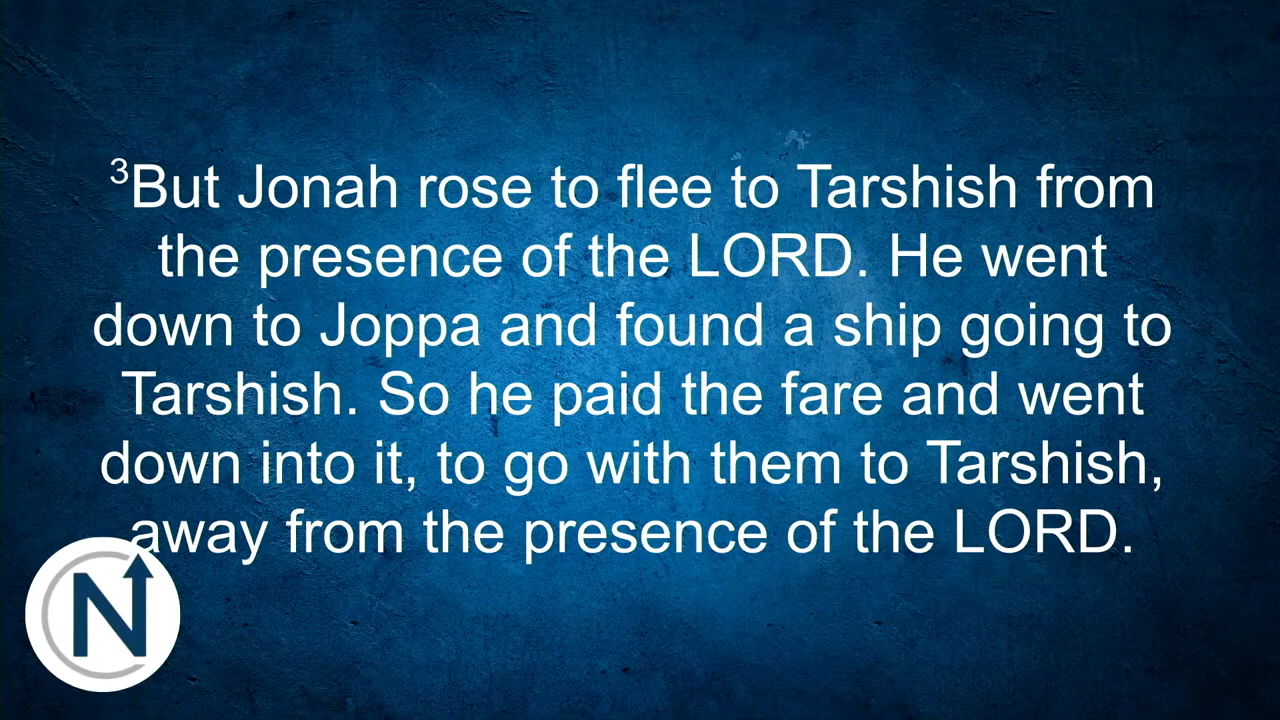 ³But Jonah rose to flee to Tarshish from
the presence of the LORD. He went
down to Joppa and found a ship going to
Tarshish. So he paid the fare and went
down into it, to go with them to Tarshish,
away from the presence of the LORD.
N